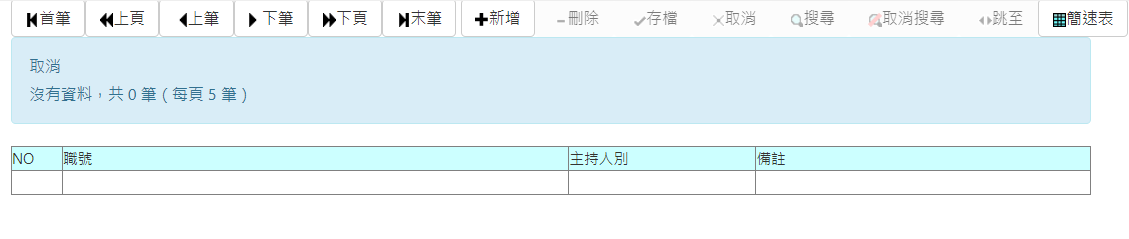 首筆 上頁 上筆 下筆 下頁 末筆 新增 刪除 存檔 取消 搜尋 取消搜尋 跳至 簡速表
取消
沒有資料，共 0 筆 ( 每頁 5 筆 )
NO 職號 主持人別 備註